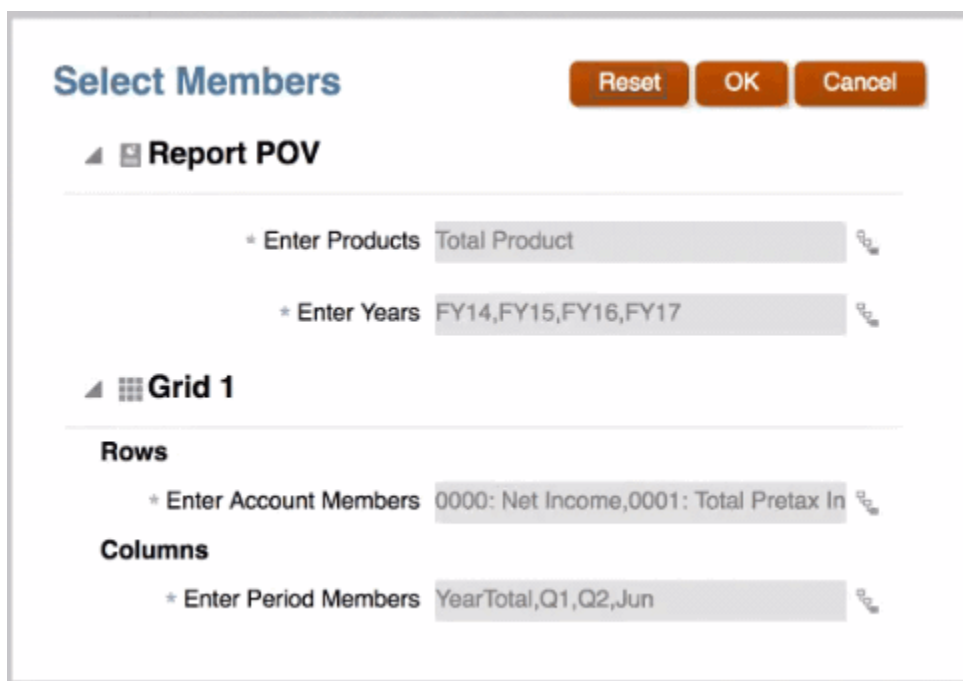 Select Members Reset OK Cancel
Report POV
* Enter Products Total Product
* Enter Years FY14,FY15,FY16,FY17
Grid 1
Rows
* Enter Account Members 0000: Net Income,0001: Total Pretax In
Columns
* Enter Period Members YearTotal,Q1,Q2,Jun